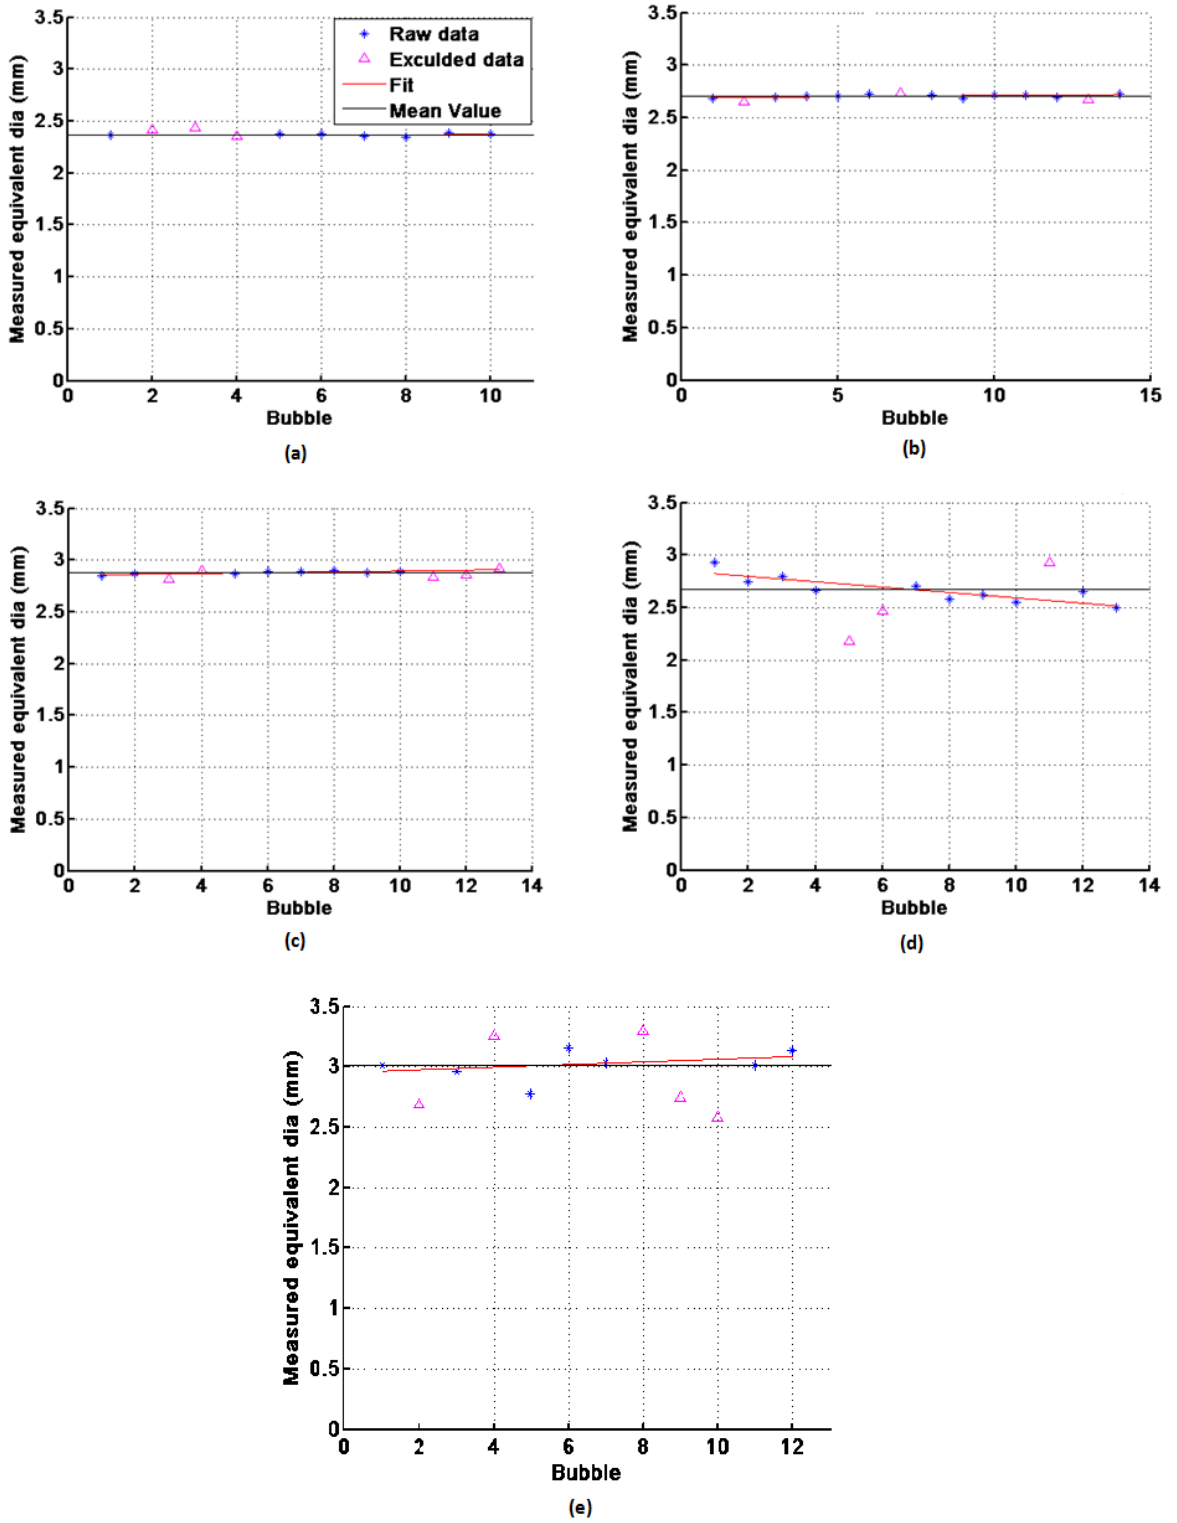 3.5
3
2.5
2
1.5
1
0.5
0
Measured equivalent dia (mm)
Raw data
Exculded data
Fit
Mean Value
0 2 4 6 8 10
Bubble
(a)
3.5
3
2.5
2
1.5
1
0.5
0
Measured equivalent dia (mm)
0 5 10 15
Bubble
(b)
3.5
3
2.5
2
1.5
1
0.5
0
Measured equivalent dia (mm)
0 2 4 6 8 10 12 14
Bubble
(c)
3.5
3
2.5
2
1.5
1
0.5
0
Measured equivalent dia (mm)
0 2 4 6 8 10 12 14
Bubble
(d)
3.5
3
2.5
2
1.5
1
0.5
0
Measured equivalent dia (mm)
0 2 4 6 8 10 12
Bubble
(e)